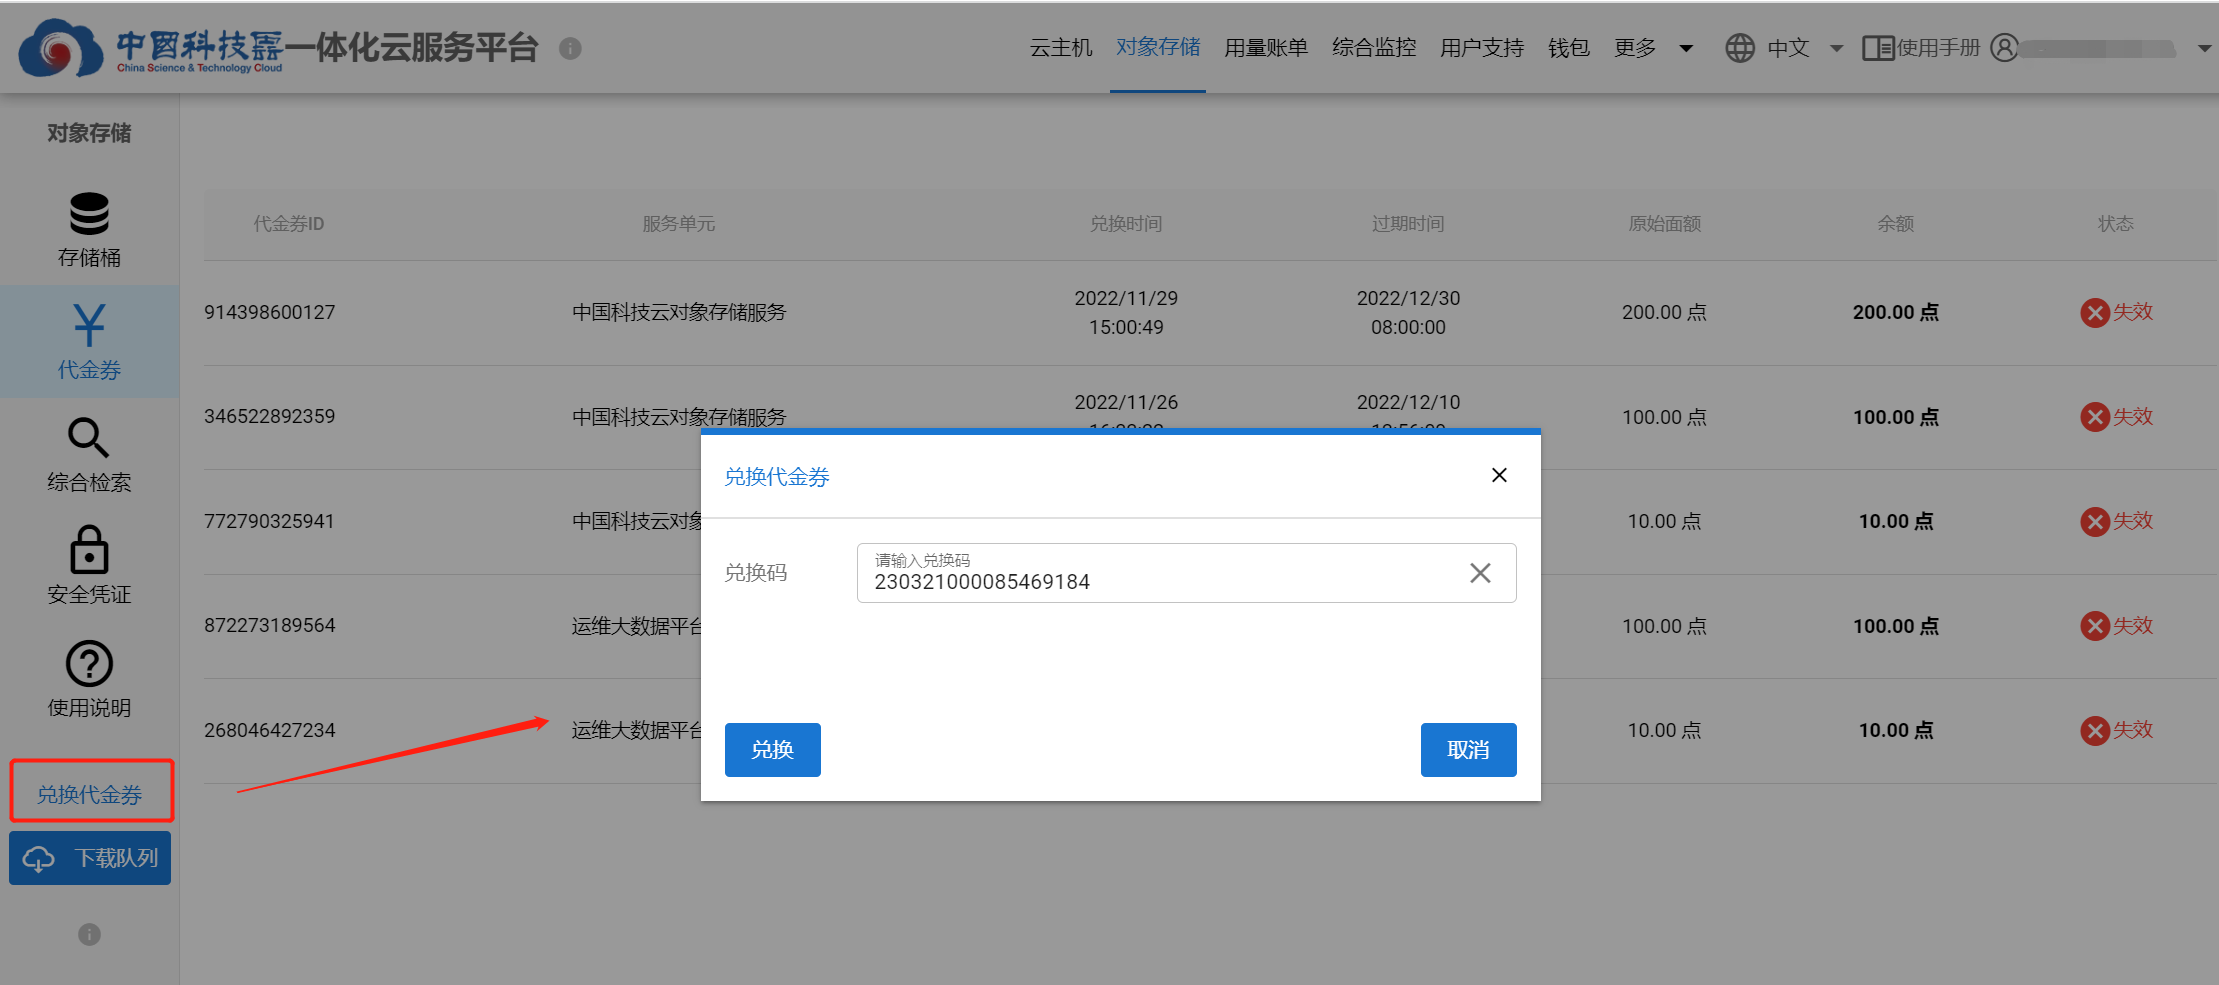 中国科技云一体化云服务平台
China Science & Technology Cloud
云主机 对象存储 用量账单 综合监控 用户支持 钱包 更多 中文 使用手册
对象存储
存储桶
代金券
综合检索
安全凭证
使用说明
兑换代金券
下载队列
代金券ID 服务单元 兑换时间 过期时间 原始面额 余额 状态
914398600127 中国科技云对象存储服务 2022/11/29 15:00:49 2022/12/30 08:00:00 200.00 点 200.00 点 失效
346522892359 中国科技云对象存储服务 2022/11/26 2022/12/10 100.00 点 100.00 点 失效
772790325941 中国科技云对 10.00 点 10.00 点 失效
872273189564 运维大数据平台 100.00 点 100.00 点 失效
268046427234 运维大数据平台 10.00 点 10.00 点 失效
兑换代金券
兑换码
请输入兑换码
230321000085469184
兑换 取消